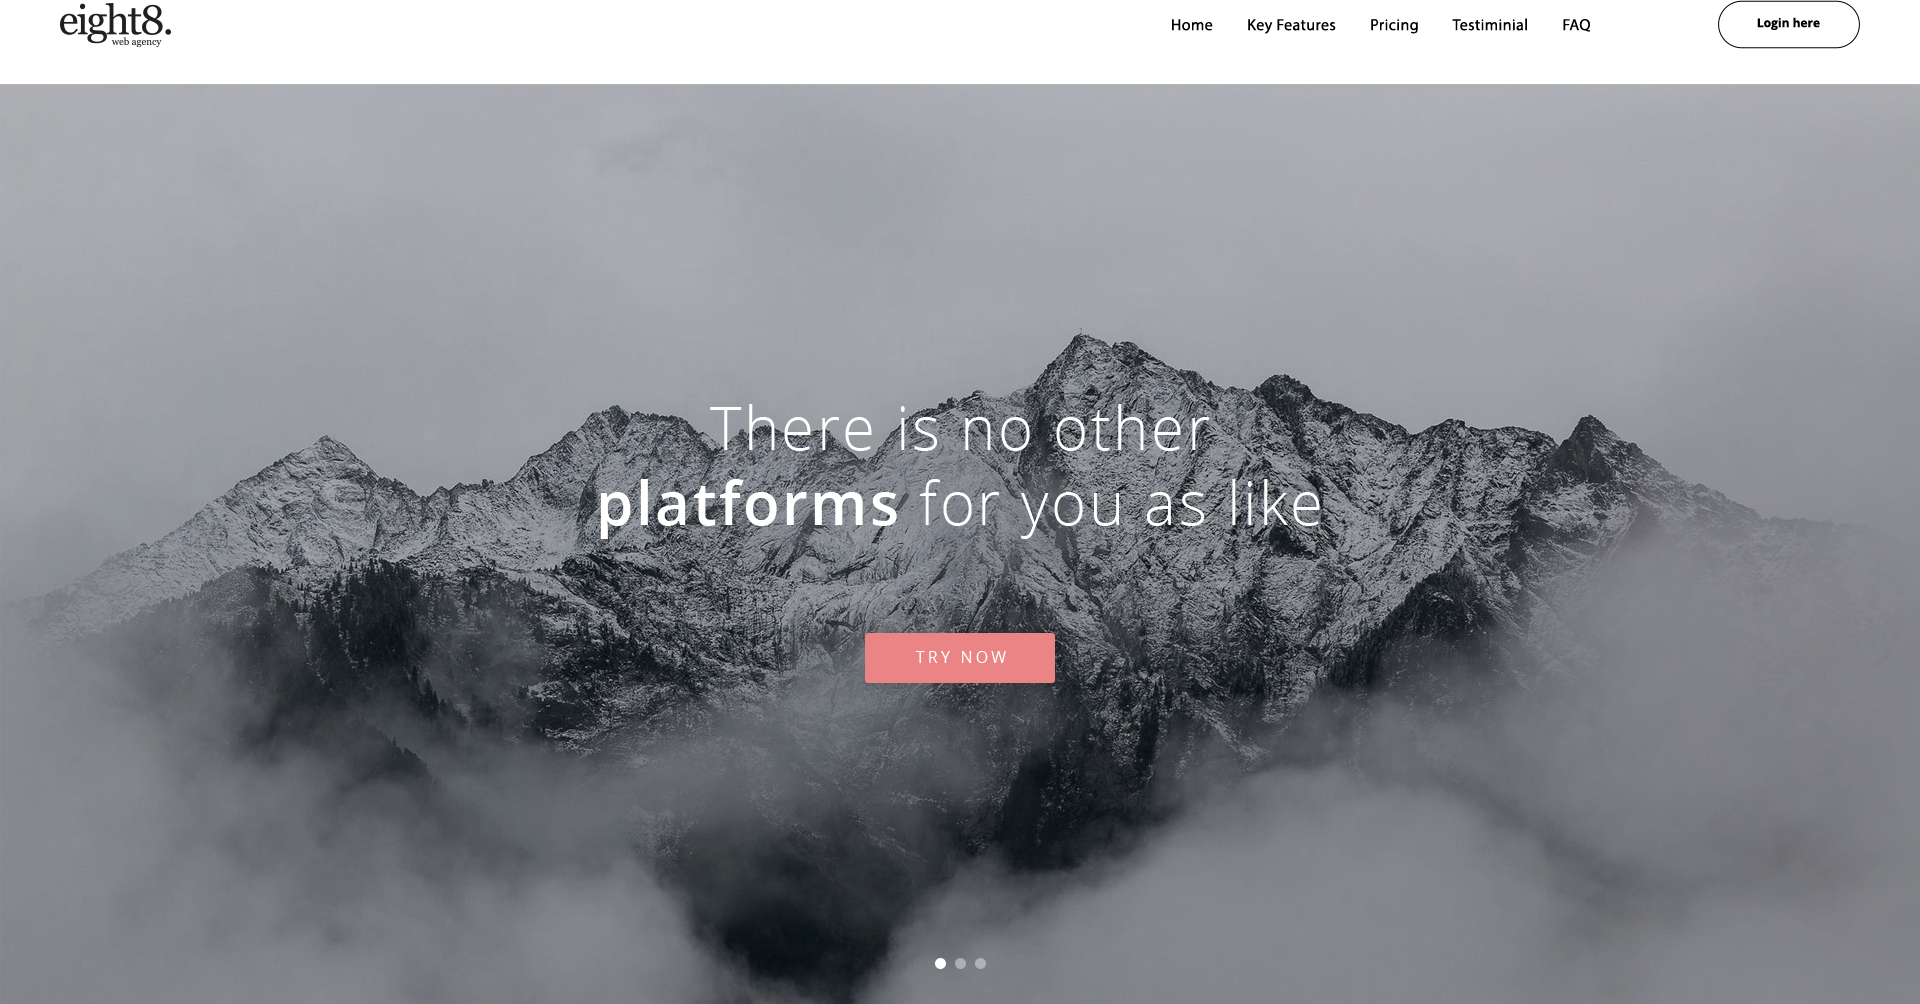 eight8.
web agency
Home
Key Features
Pricing
Testiminial
FAQ
Login here
There is no other
platforms for you as like
TRY NOW